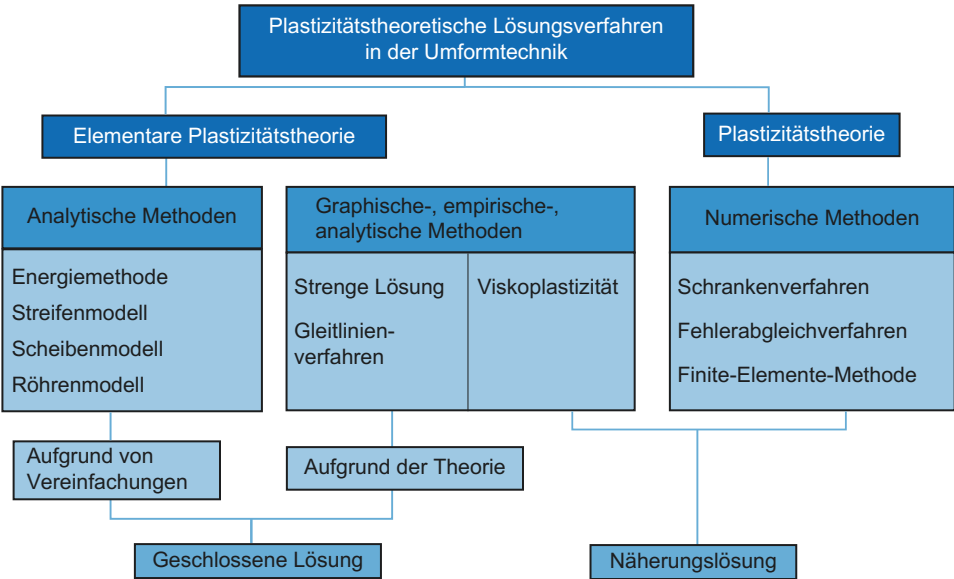 Plastizitätstheoretische Lösungsverfahren
in der Umformtechnik
Elementare Plastizitätstheorie
Plastizitätstheorie
Analytische Methoden
Energiemethode
Streifenmodell
Scheibenmodell
Röhrenmodell
Graphische-, empirische-,
analytische Methoden
Strenge Lösung
Gleitlinien-
verfahren
Viskoplastizität
Numerische Methoden
Schrankenverfahren
Fehlerabgleichverfahren
Finite-Elemente-Methode
Aufgrund von
Vereinfachungen
Aufgrund der Theorie
Geschlossene Lösung
Näherungslösung